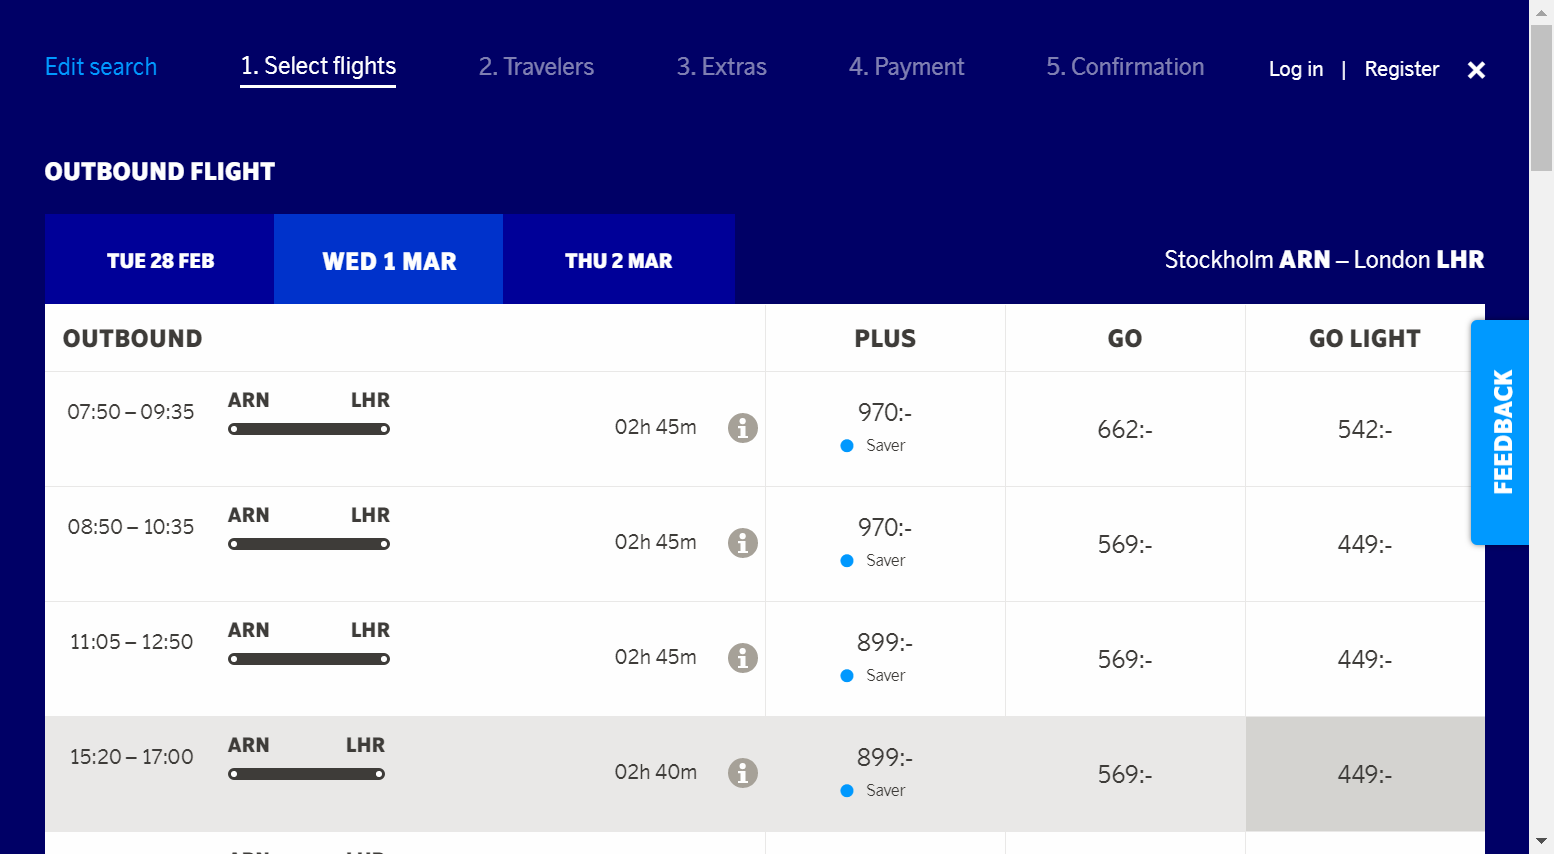 Edit search 1. Select flights 2. Travelers 3. Extras 4. Payment 5. Confirmation Log in | Register
OUTBOUND FLIGHT
TUE 28 FEB WED 1 MAR THU 2 MAR Stockholm ARN – London LHR
OUTBOUND PLUS GO GO LIGHT
07:50 – 09:35 ARN LHR 02h 45m 970:- 662:- 542:-
Saver
08:50 – 10:35 ARN LHR 02h 45m 970:- 569:- 449:-
Saver
11:05 – 12:50 ARN LHR 02h 45m 899:- 569:- 449:-
Saver
15:20 – 17:00 ARN LHR 02h 40m 899:- 569:- 449:-
Saver
FEEDBACK